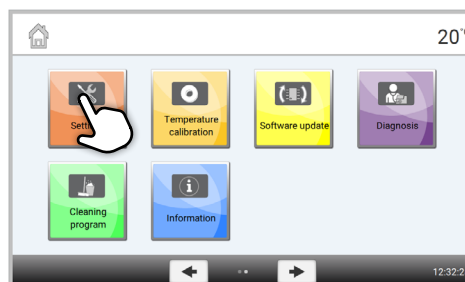 20°
Temperature
calibration
Software update
Diagnosis
Cleaning
program
Information
12:32:2